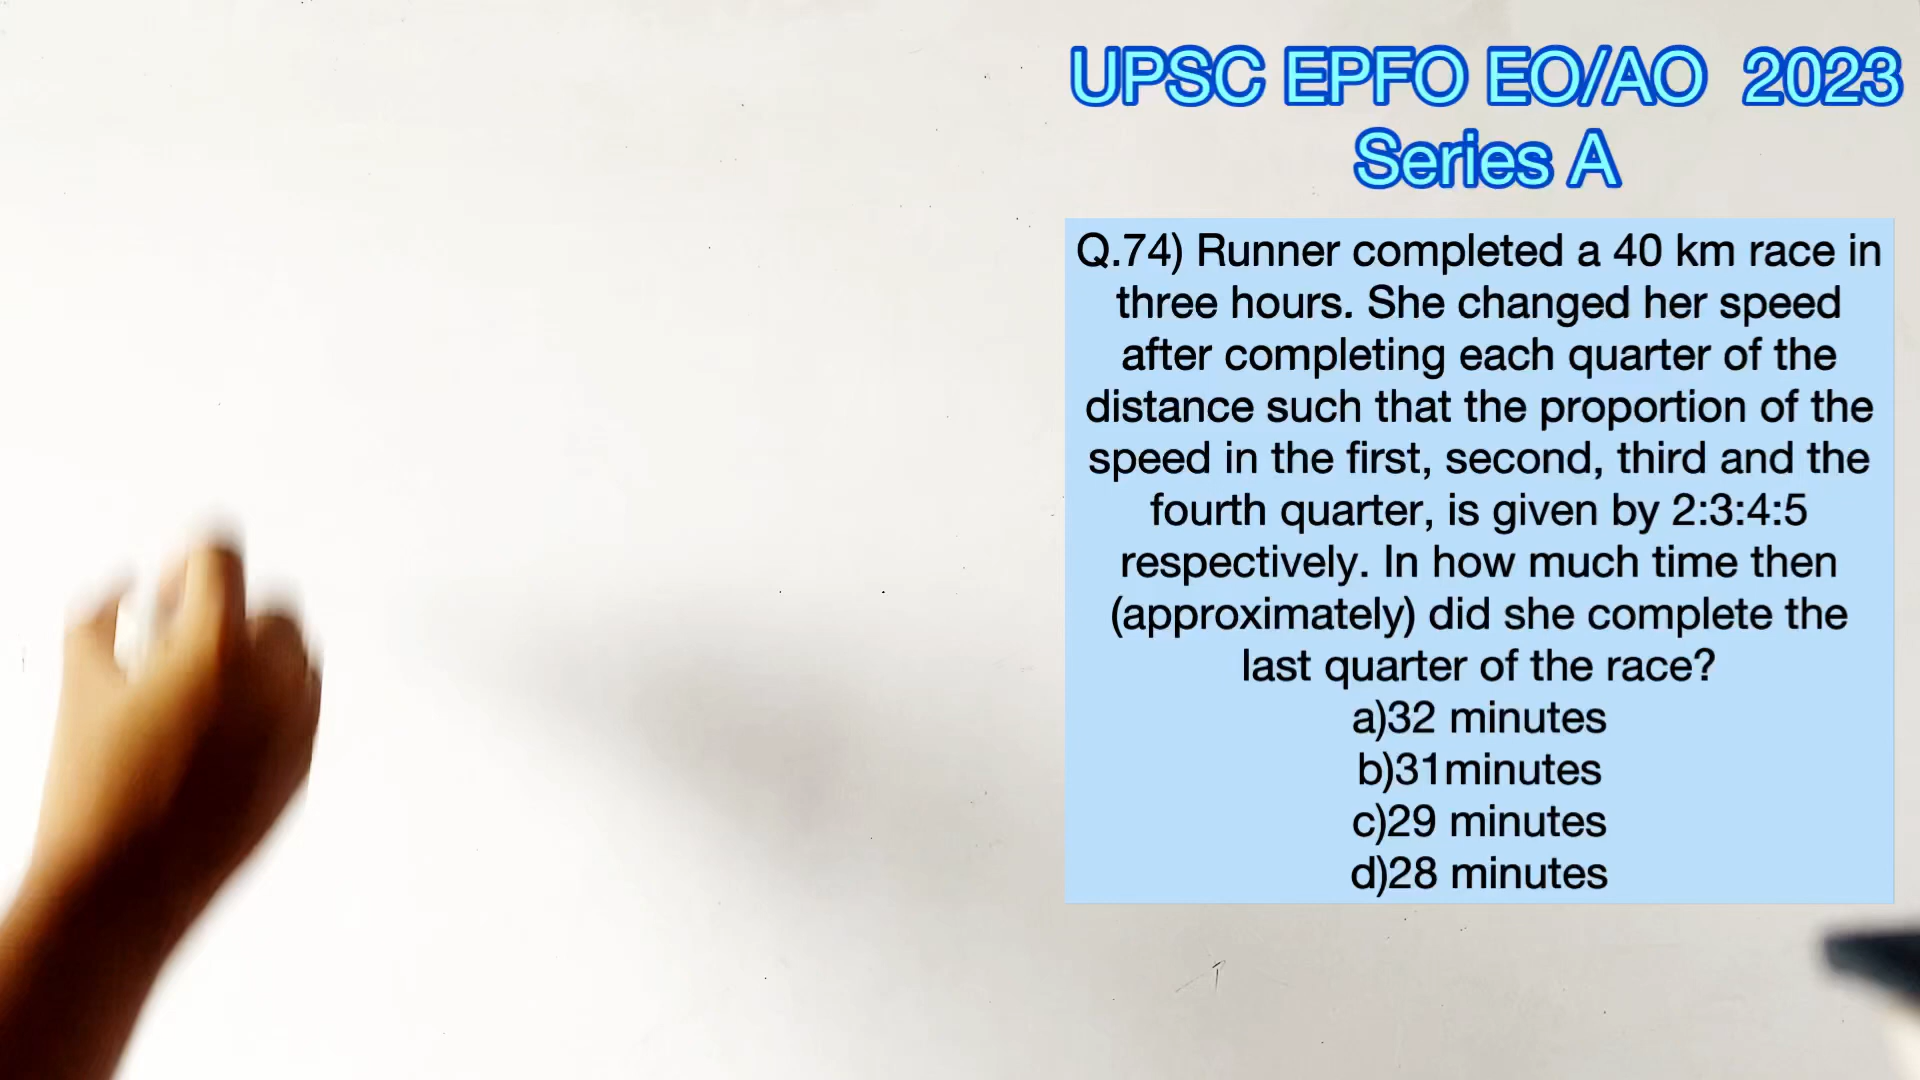 UPSC EPFO EO/AO 2023
Series A
Q.74) Runner completed a 40 km race in
three hours. She changed her speed
after completing each quarter of the
distance such that the proportion of the
speed in the first, second, third and the
fourth quarter, is given by 2:3:4:5
respectively. In how much time then
(approximately) did she complete the
last quarter of the race?
a)32 minutes
b)31minutes
c)29 minutes
d)28 minutes